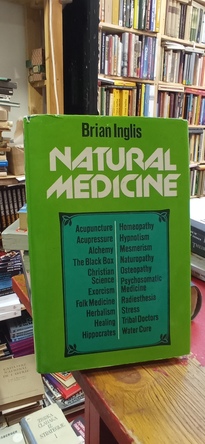 Brian Inglis
NATURAL
MEDICINE
Acupuncture
Acupressure
Alchemy
The Black Box
Christian
Science
Exorcism
Folk Medicine
Herbalism
Healing
Hippocrates
Homeopathy
Hypnotism
Mesmerism
Naturopathy
Osteopathy
Psychosomatic
Medicine
Radiesthesia
Stress
Tribal Doctors
Water Cure